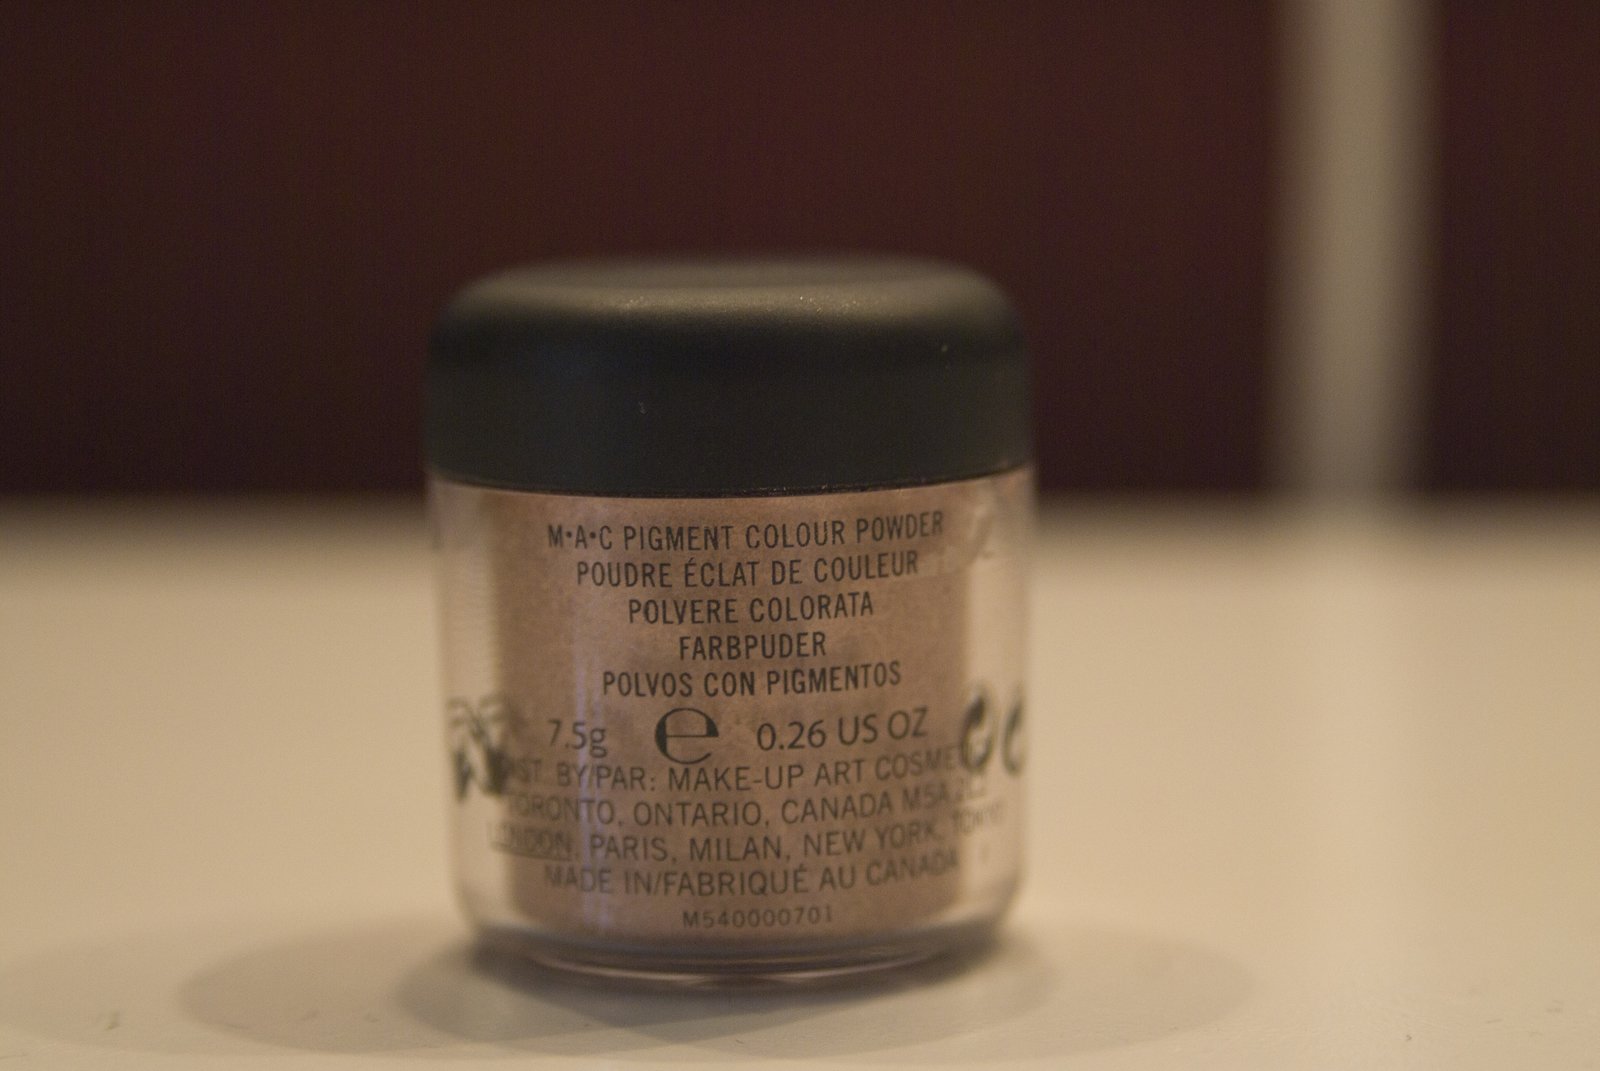 M·A·C PIGMENT COLOUR POWDER
POUDRE ÉCLAT DE COULEUR
POLVERE COLORATA
FARBPUDER
POLVOS CON PIGMENTOS
7.5g e 0.26 US OZ
BY/PAR: MAKE-UP ART
TORONTO, ONTARIO, CANADA M5A
LONDON, PARIS, MILAN, NEW YORK, TOKYO
MADE IN/FABRIQUÉ AU CANADA
M540000701